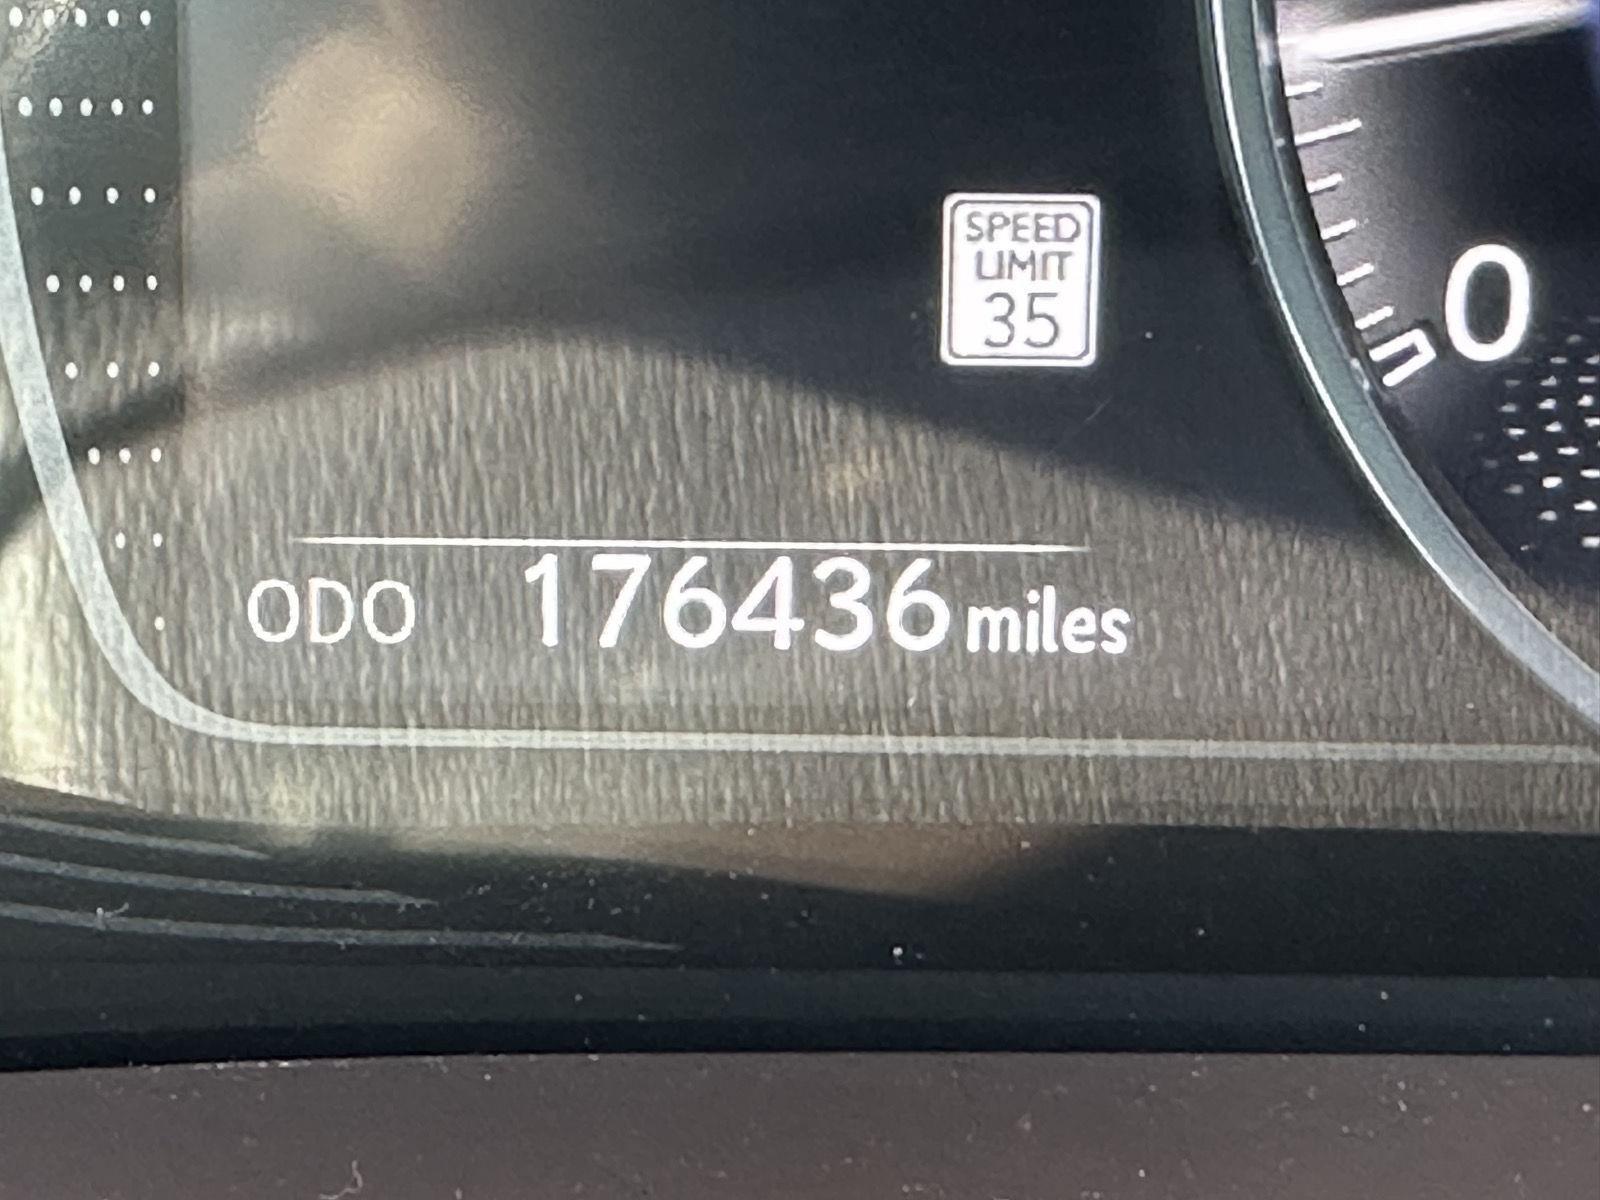 SPEED
LIMIT
35
0
ODO 176436 miles